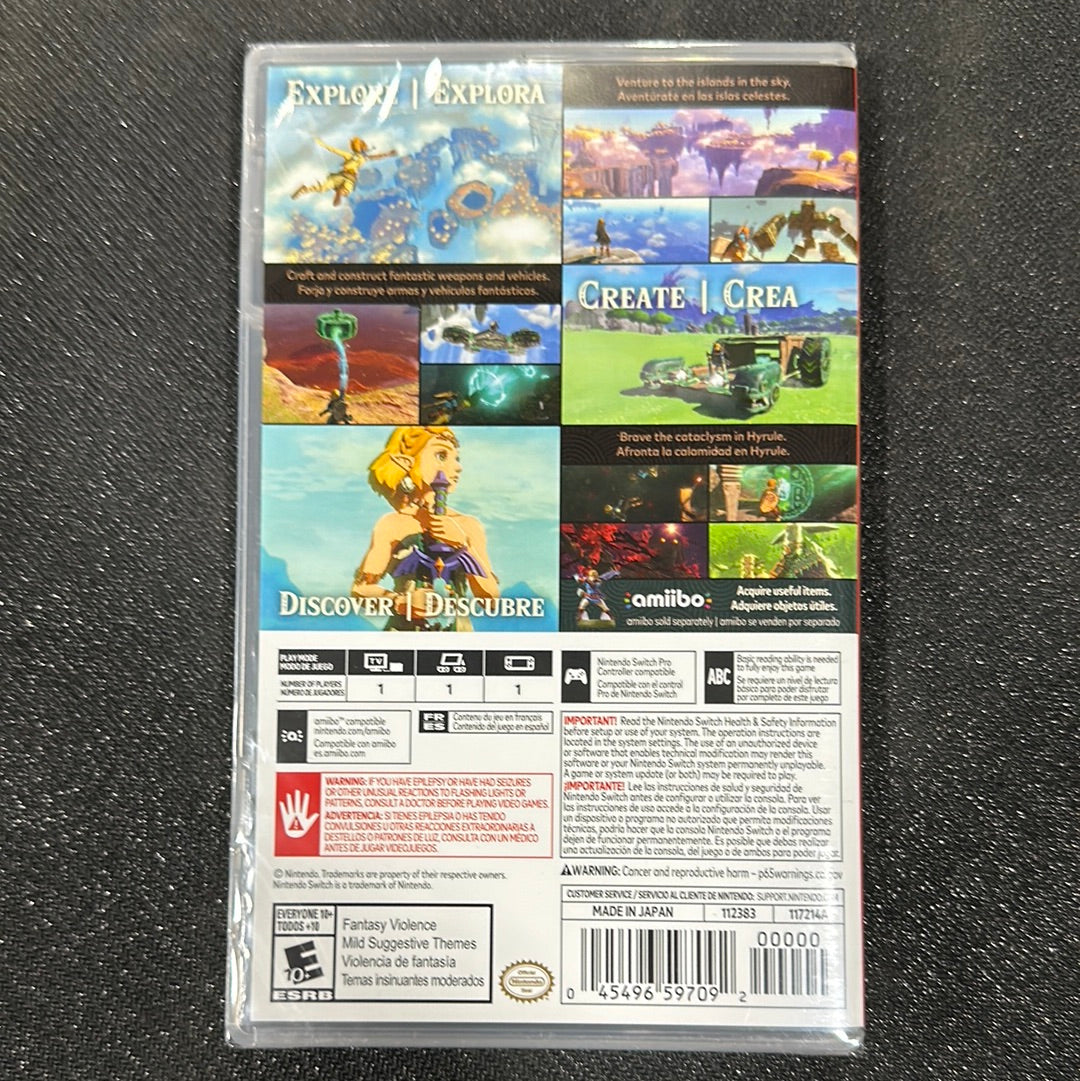 EXPLORE | EXPLORA
Venture to the islands in the sky.
Aventúrate en las islas celestes.
Craft and construct fantastic weapons and vehicles.
Forja y construye armas y vehículos fantásticos.
CREATE | CREA
Brave the cataclysm in Hyrule.
Afronta la calamidad en Hyrule.
DISCOVER | DESCUBRE
amiibo
Acquire useful items.
Adquiere objetos útiles.
amiibo sold separately | amiibo se venden por separado
PLAY MODE
MODO DE JUEGO
TV
NUMBER OF PLAYERS
NÚMERO DE JUGADORES
1 1 1
Nintendo Switch Pro
Controller compatible
Compatible con el control
Pro de Nintendo Switch
ABC
Basic reading ability is needed
to fully enjoy this game
Se requiere un nivel de lectura
básico para poder disfrutar
por completo de este juego
amiibo™ compatible
nintendo.com/amiibo
Compatible con amiibo
es.amiibo.com
FR
ES
Contenu du jeu en français
Contenido del juego en español
WARNING: IF YOU HAVE EPILEPSY OR HAVE HAD SEIZURES
OR OTHER UNUSUAL REACTIONS TO FLASHING LIGHTS OR
PATTERNS, CONSULT A DOCTOR BEFORE PLAYING VIDEO GAMES.
ADVERTENCIA: SI TIENES EPILEPSIA O HAS TENIDO
CONVULSIONES U OTRAS REACCIONES EXTRAORDINARIAS A
DESTELLOS O PATRONES DE LUZ, CONSULTA CON UN MÉDICO
ANTES DE JUGAR VIDEOJUEGOS.
IMPORTANT! Read the Nintendo Switch Health & Safety Information
before setup or use of your system. The operation instructions are
located in the system settings. The use of an unauthorized device
or software that enables technical modification may render this
software or your Nintendo Switch system permanently unplayable.
A game or system update (or both) may be required to play.
¡IMPORTANTE! Lee las instrucciones de salud y seguridad de
Nintendo Switch antes de configurar o utilizar la consola. Para ver
las instrucciones de uso accede a la configuración de la consola. Usar
un dispositivo o programa no autorizado que permita modificaciones
técnicas, podría hacer que la consola Nintendo Switch o el programa
dejen de funcionar permanentemente. Es posible que debas realizar
una actualización de la consola, del juego o de ambos para poder jugar.
© Nintendo. Trademarks are property of their respective owners.
Nintendo Switch is a trademark of Nintendo.
WARNING: Cancer and reproductive harm – p65warnings.ca.gov
CUSTOMER SERVICE / SERVICIO AL CLIENTE DE NINTENDO: SUPPORT.NINTENDO.COM
MADE IN JAPAN 112383 117214A
EVERYONE 10+
TODOS +10
E
10+
ESRB
Fantasy Violence
Mild Suggestive Themes
Violencia de fantasía
Temas insinuantes moderados
Official
Nintendo
Seal
00000
0 45496 59709 2